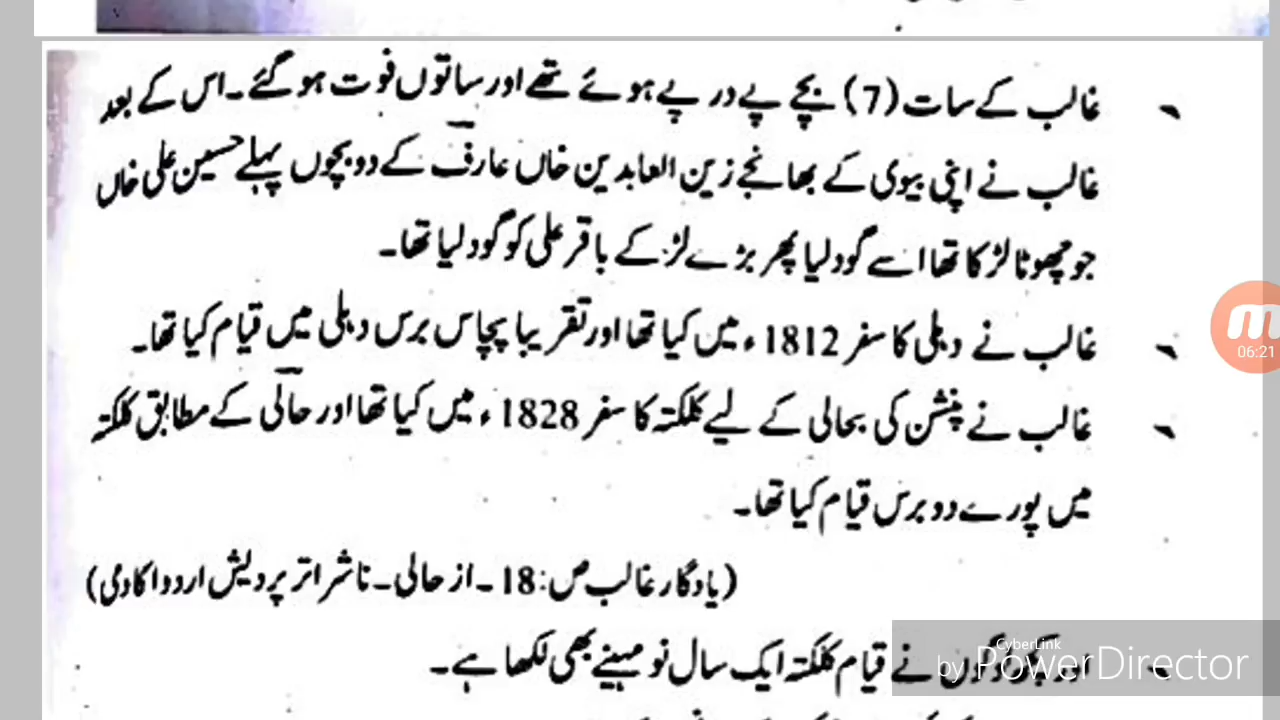 غالب کے سات (7) بچے پے در پے ہوئے تھے اور ساتوں فوت ہو گئے۔ اس کے بعد
غالب نے اپنی بیوی کے بھانجے زین العابدین خاں عارف کے دو بچوں پہلے حسین علی خاں
جو چھوٹا لڑکا تھا اسے گود لیا پھر بڑے لڑکے باقر علی کو گود لیا تھا۔
غالب نے دہلی کا سفر 1812ء میں کیا تھا اور تقریبا پچاس برس دہلی میں قیام کیا تھا۔
غالب نے پنشن کی بحالی کے لیے کلکتہ کا سفر 1828ء میں کیا تھا اور حالی کے مطابق کلکتہ
میں پورے دو برس قیام کیا تھا۔
(یادگار غالب ص:18۔ از حالی۔ ناشر اتر پردیش اردو اکادمی)
نے قیام کلکتہ ایک سال نو مہینے بھی لکھا ہے۔
CyberLink
by PowerDirector
06:21